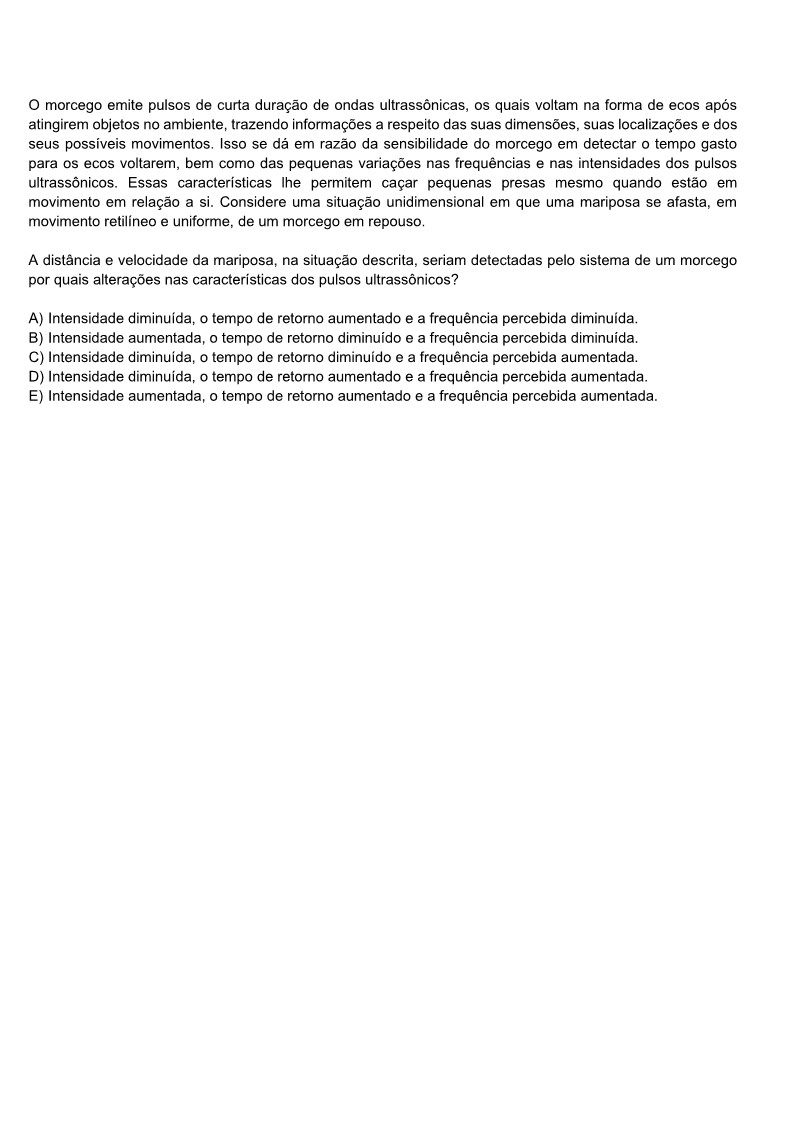 O morcego emite pulsos de curta duração de ondas ultrassônicas, os quais voltam na forma de ecos após
atingirem objetos no ambiente, trazendo informações a respeito das suas dimensões, suas localizações e dos
seus possíveis movimentos. Isso se dá em razão da sensibilidade do morcego em detectar o tempo gasto
para os ecos voltarem, bem como das pequenas variações nas frequências e nas intensidades dos pulsos
ultrassônicos. Essas características lhe permitem caçar pequenas presas mesmo quando estão em
movimento em relação a si. Considere uma situação unidimensional em que uma mariposa se afasta, em
movimento retilíneo e uniforme, de um morcego em repouso.
A distância e velocidade da mariposa, na situação descrita, seriam detectadas pelo sistema de um morcego
por quais alterações nas características dos pulsos ultrassônicos?
A) Intensidade diminuída, o tempo de retorno aumentado e a frequência percebida diminuída.
B) Intensidade aumentada, o tempo de retorno diminuído e a frequência percebida diminuída.
C) Intensidade diminuída, o tempo de retorno diminuído e a frequência percebida aumentada.
D) Intensidade diminuída, o tempo de retorno aumentado e a frequência percebida aumentada.
E) Intensidade aumentada, o tempo de retorno aumentado e a frequência percebida aumentada.